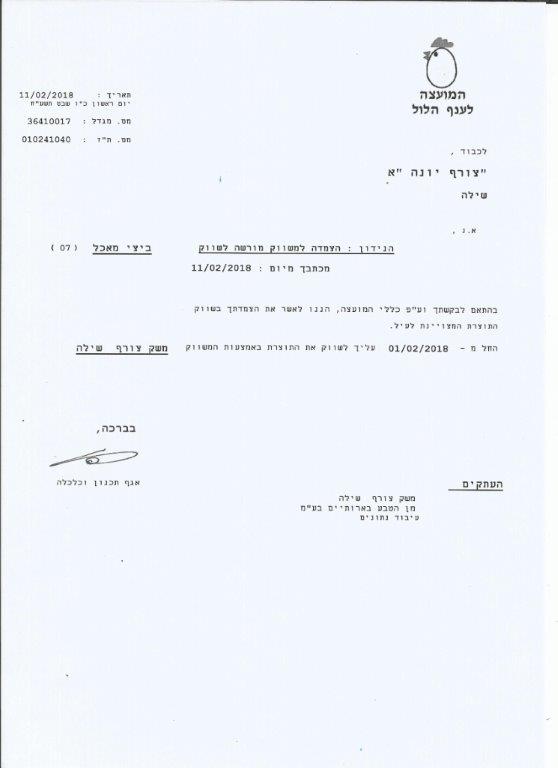 המועצה
לענף הלול
תאריך : 11/02/2018
יום ראשון כ"ו שבט תשע"ח
מס. מגדל : 36410017
מס. ת"ז : 010241040
לכבוד ,
"צורף יונה "א
שילה
א.נ ,
הנידון : הצמדה למשווק מורשה לשווק ביצי מאכל (07 )
מכתבך מיום : 11/02/2018
בהתאם לבקשתך וע"פ כללי המועצה, הננו לאשר את הצמדתך בשווק
התוצרת המצויינת לעיל.
החל מ - 01/02/2018 עליך לשווק את התוצרת באמצעות המשווק משק צורף שילה
בברכה,
אגף תכנון וכלכלה
העתקים
משק צורף שילה
מן הטבע בארותיים בע"מ
עיבוד נתונים